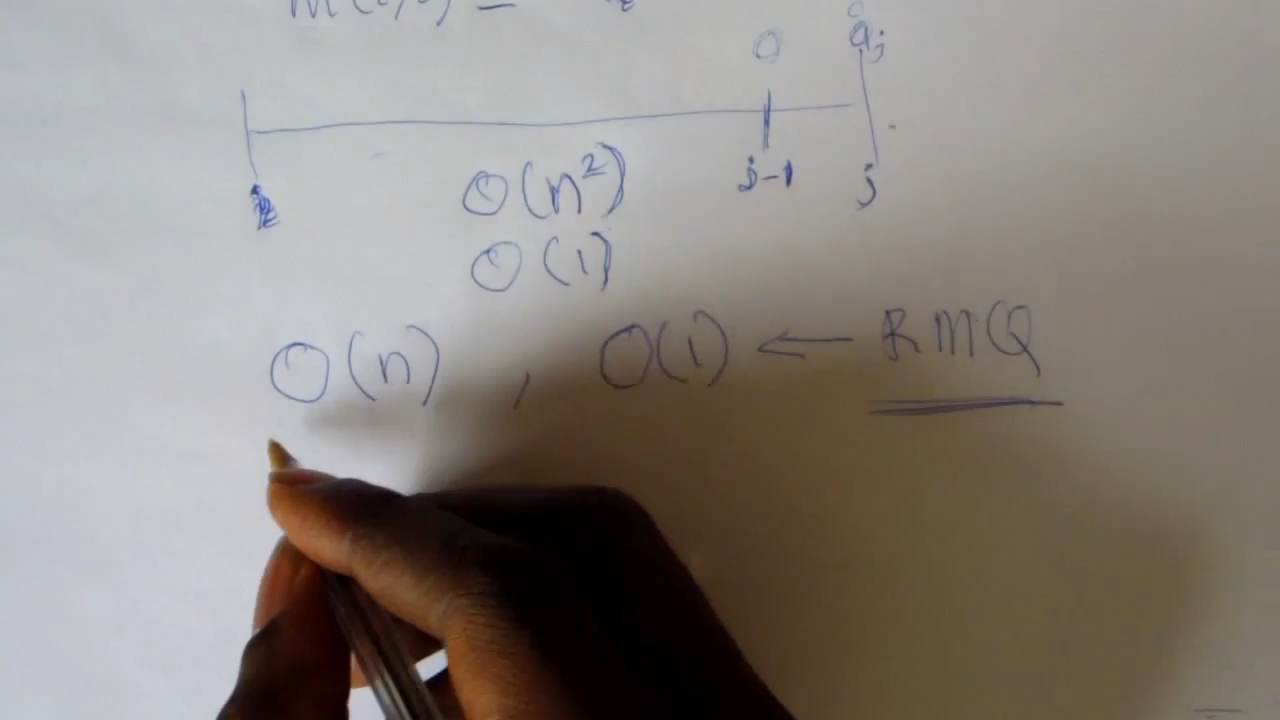 a_j
j-1 j
O(n²)
O(1)
O(n) , O(1) ← RMQ